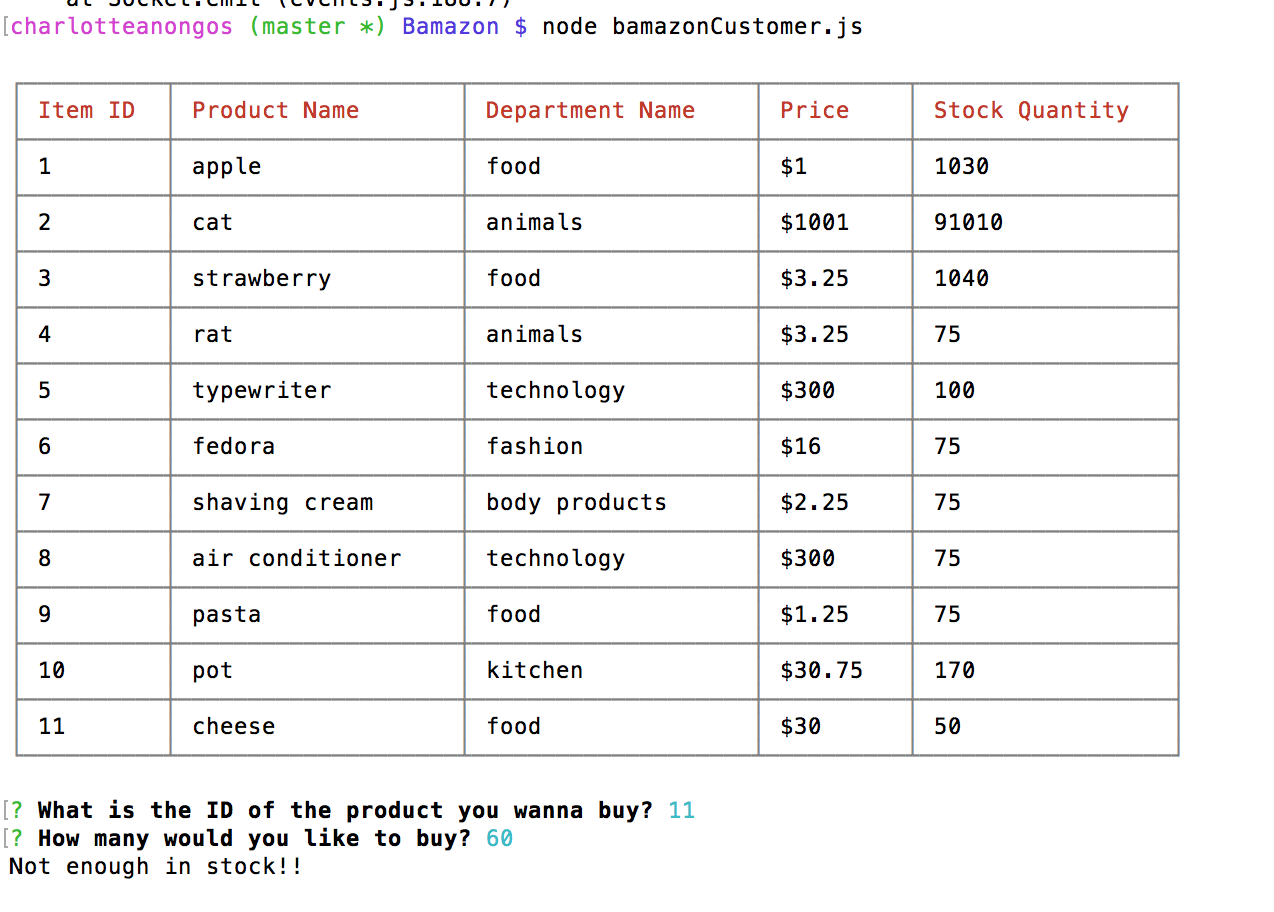 at Socket.emit (events.js:188:7)
[charlotteanongos (master *) Bamazon $ node bamazonCustomer.js
Item ID Product Name Department Name Price Stock Quantity
1 apple food $1 1030
2 cat animals $1001 91010
3 strawberry food $3.25 1040
4 rat animals $3.25 75
5 typewriter technology $300 100
6 fedora fashion $16 75
7 shaving cream body products $2.25 75
8 air conditioner technology $300 75
9 pasta food $1.25 75
10 pot kitchen $30.75 170
11 cheese food $30 50
[? What is the ID of the product you wanna buy? 11
[? How many would you like to buy? 60
Not enough in stock!!